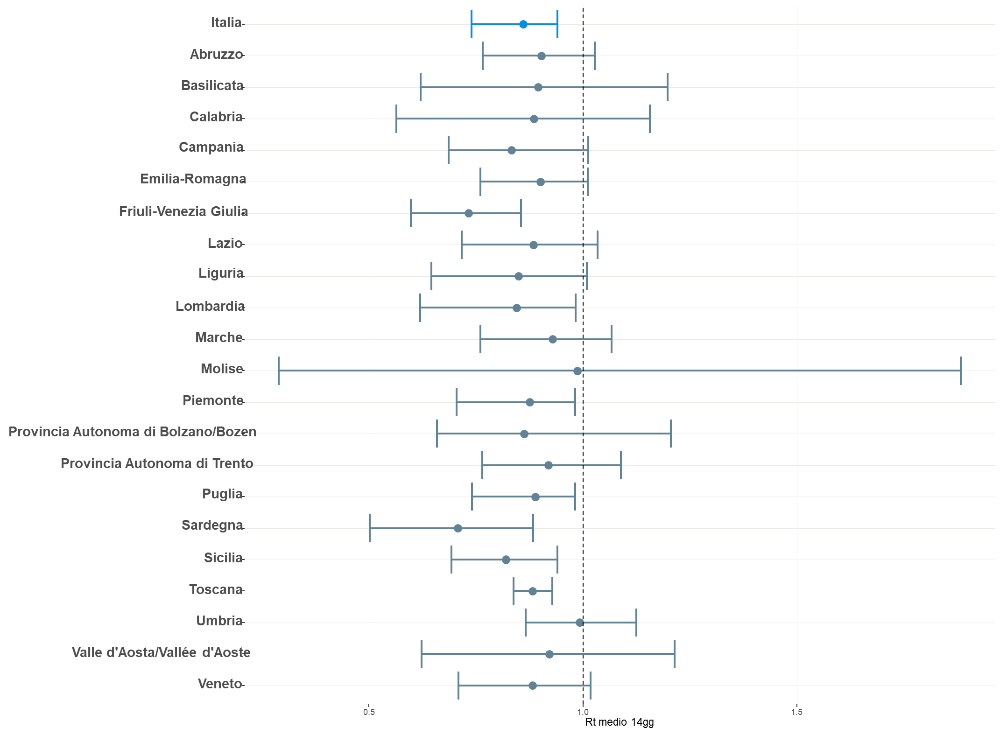 Italia
Abruzzo
Basilicata
Calabria
Campania
Emilia-Romagna
Friuli-Venezia Giulia
Lazio
Liguria
Lombardia
Marche
Molise
Piemonte
Provincia Autonoma di Bolzano/Bozen
Provincia Autonoma di Trento
Puglia
Sardegna
Sicilia
Toscana
Umbria
Valle d'Aosta/Vallée d'Aoste
Veneto
0.5 1.0 1.5
Rt medio 14gg